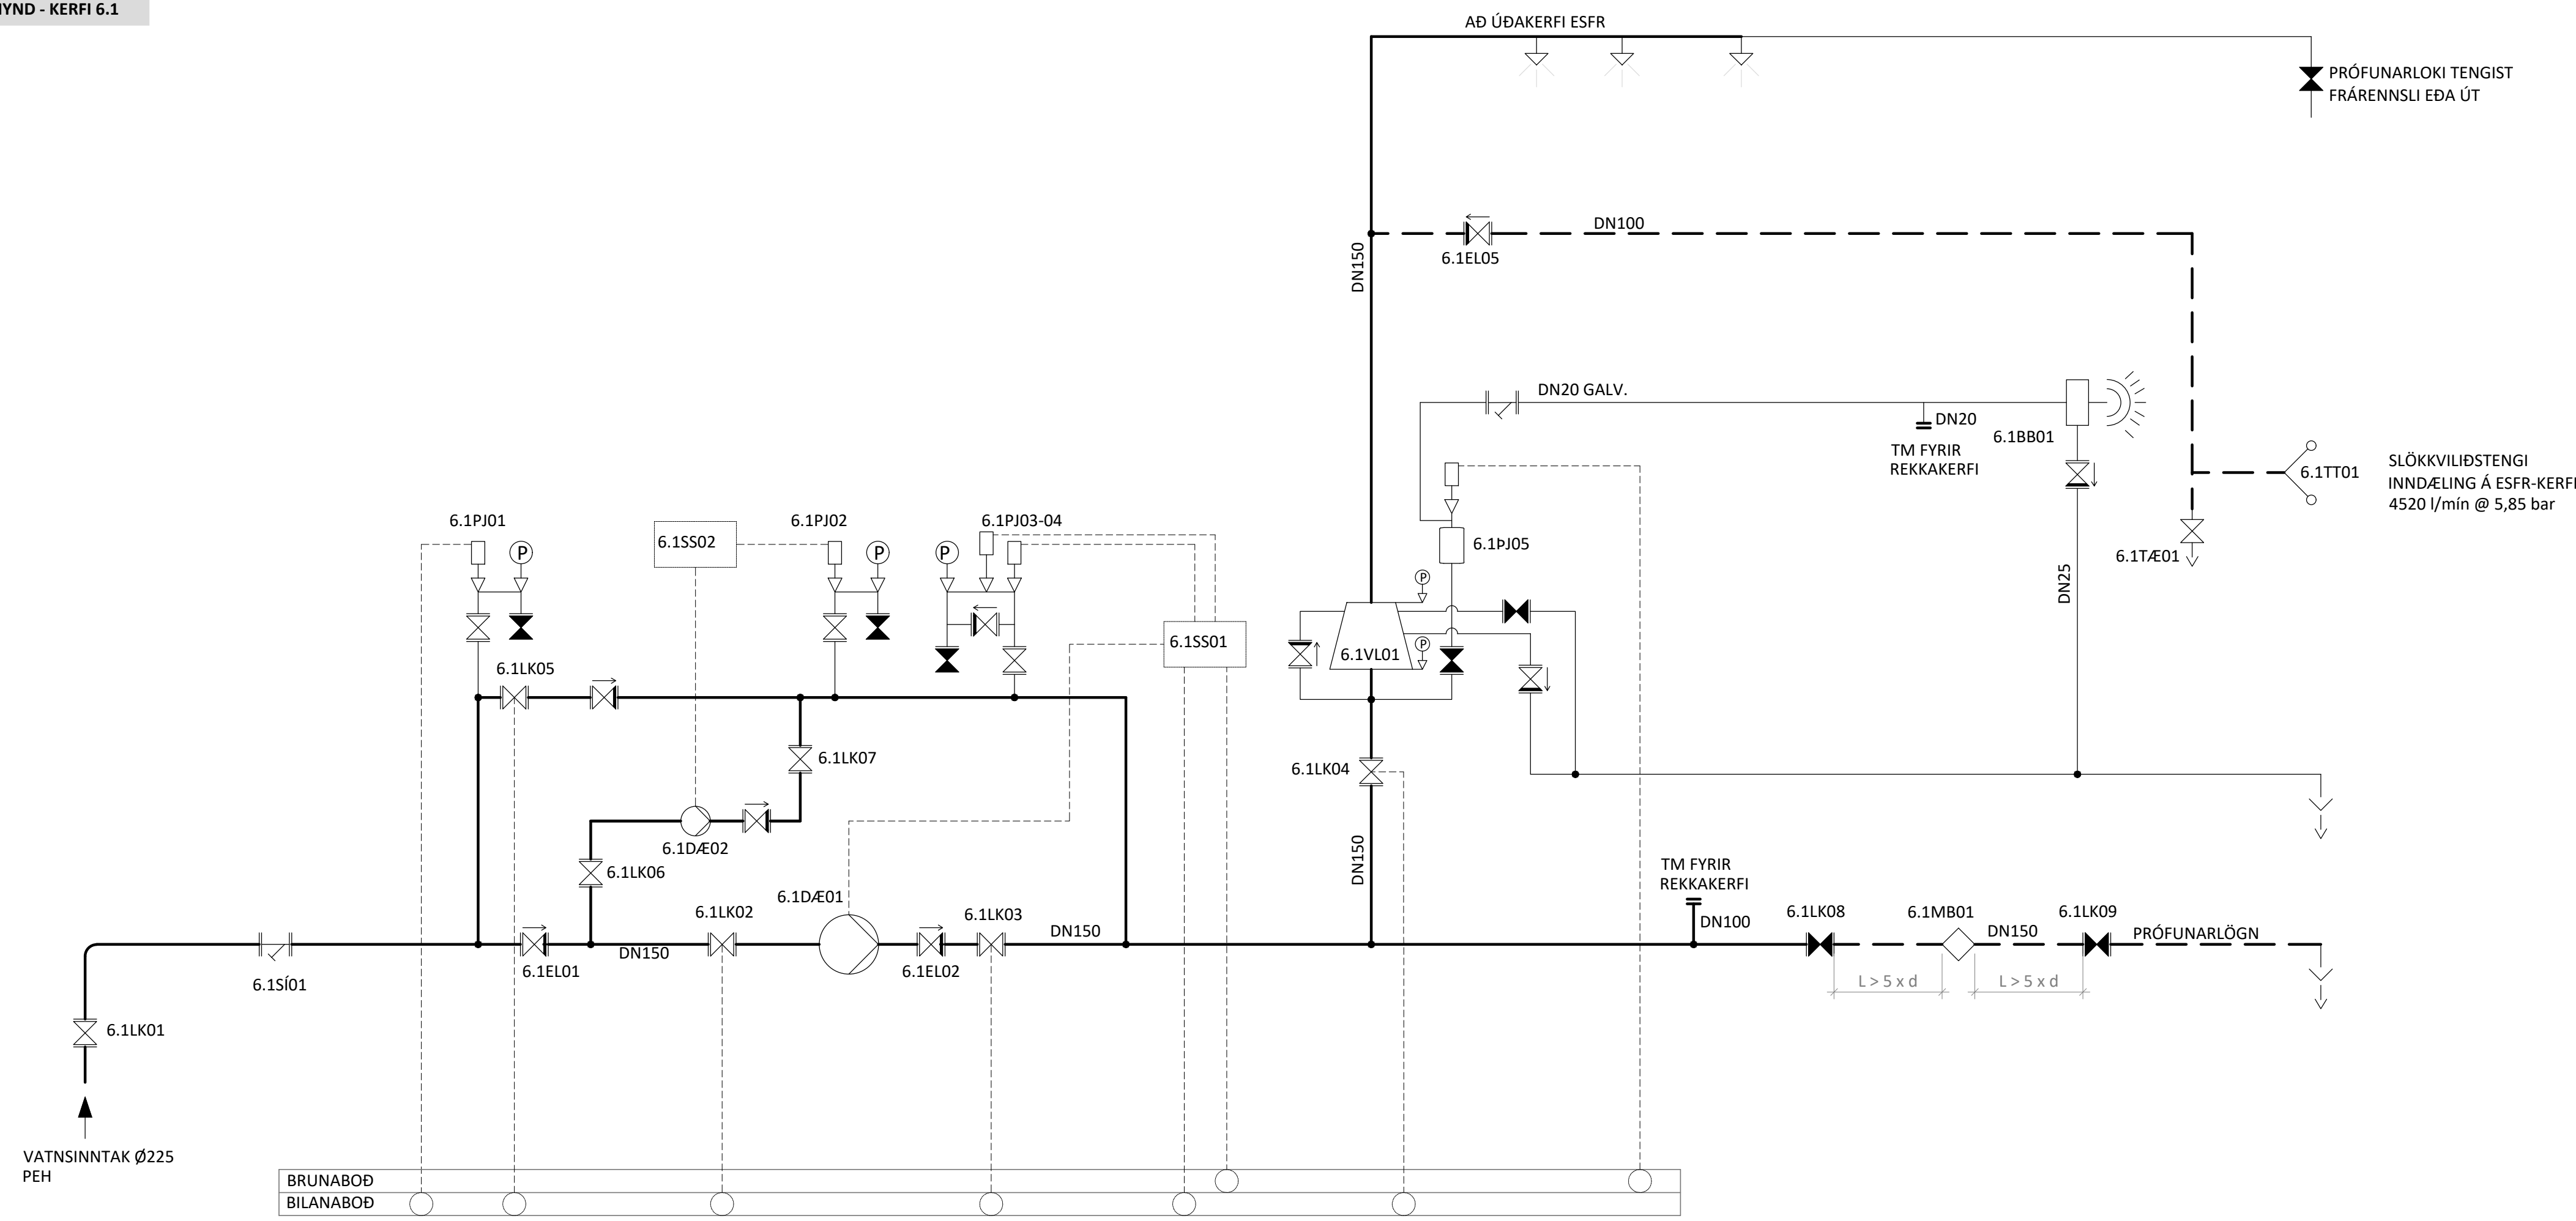 KERFI 6.1
AÐ ÚÐAKERFI ESFR
PRÓFUNARLOKI TENGIST
FRÁRENNSLI EÐA ÚT
DN100
DN150
6.1EL05
DN20 GALV.
DN20
TM FYRIR
REKKAKERFI
6.1BB01
6.1TT01
SLÖKKVILIÐSTENGI
INNDÆLING Á ESFR-KERFI
4520 l/mín @ 5,85 bar
6.1TÆ01
DN25
6.1PJ01
P
6.1SS02
6.1PJ02
P
6.1PJ03-04
P
6.1ÞJ05
P
6.1SS01
6.1VL01
P
6.1LK05
6.1LK07
6.1LK04
6.1DÆ02
6.1LK06
6.1DÆ01
6.1LK02
6.1LK03
DN150
DN150
DN150
TM FYRIR
REKKAKERFI
DN100
6.1LK08
6.1MB01
DN150
6.1LK09
PRÓFUNARLÖGN
6.1EL01
6.1EL02
6.1SÍ01
L > 5 x d
L > 5 x d
6.1LK01
VATNSINNTAK Ø225
PEH
BRUNABOÐ
BILANABOÐ